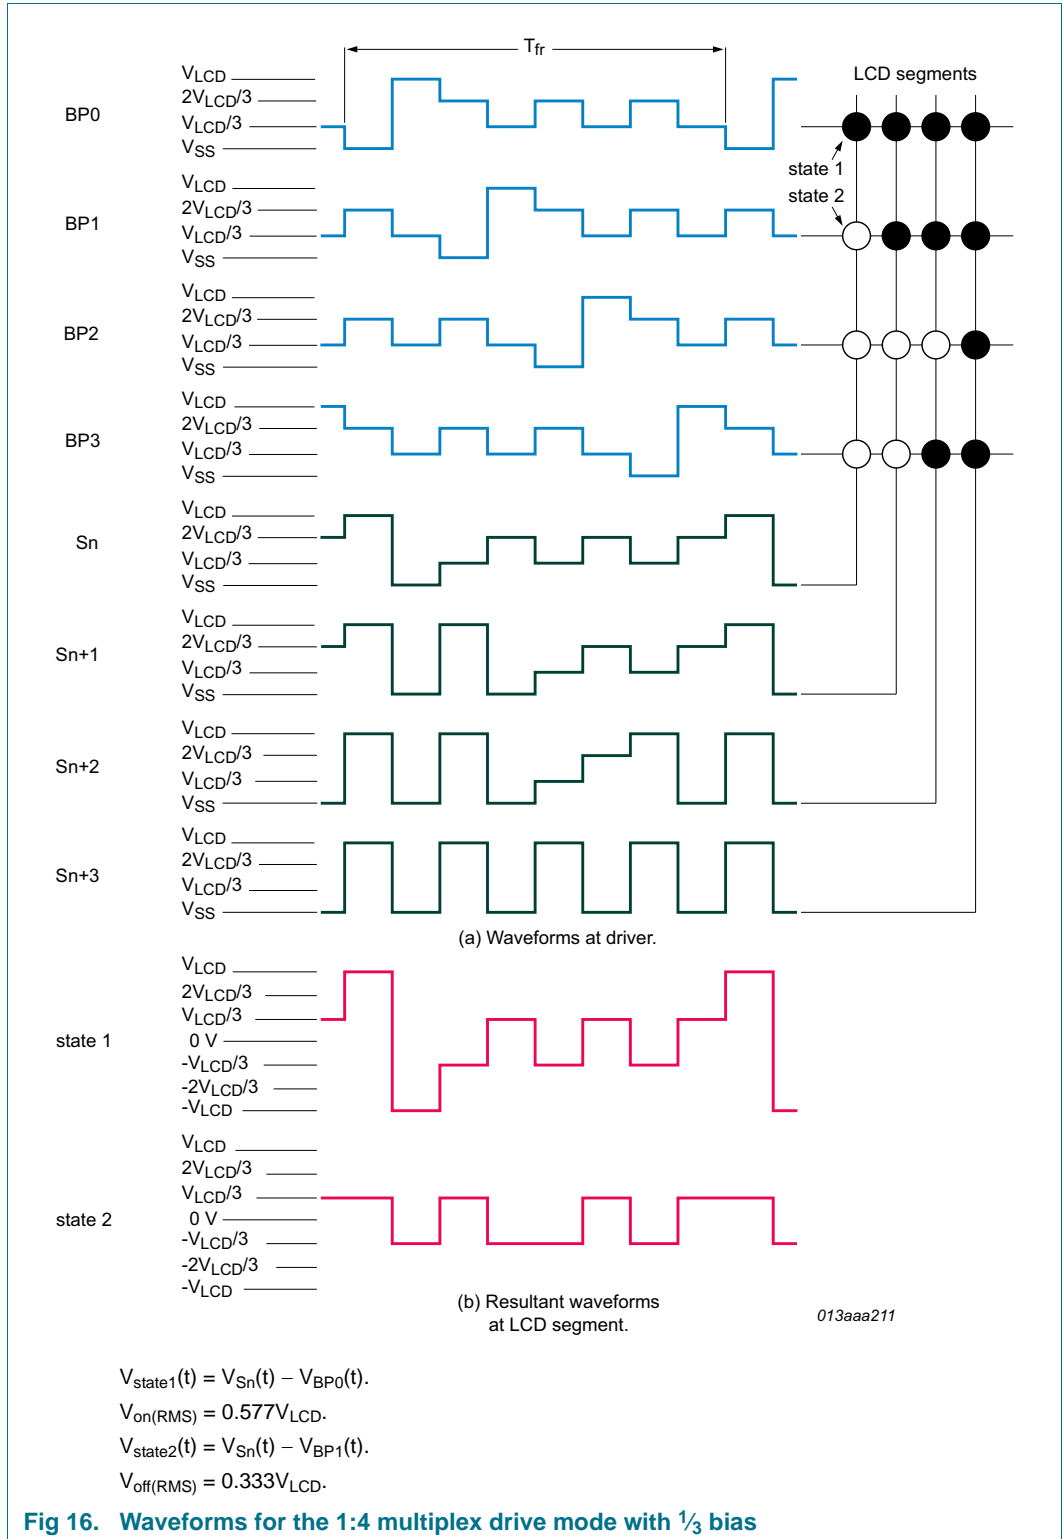 Tfr
LCD segments
BP0
VLCD
2VLCD/3
VLCD/3
VSS
state 1
state 2
BP1
VLCD
2VLCD/3
VLCD/3
VSS
BP2
VLCD
2VLCD/3
VLCD/3
VSS
BP3
VLCD
2VLCD/3
VLCD/3
VSS
Sn
VLCD
2VLCD/3
VLCD/3
VSS
Sn+1
VLCD
2VLCD/3
VLCD/3
VSS
Sn+2
VLCD
2VLCD/3
VLCD/3
VSS
Sn+3
VLCD
2VLCD/3
VLCD/3
VSS
(a) Waveforms at driver.
state 1
VLCD
2VLCD/3
VLCD/3
0 V
-VLCD/3
-2VLCD/3
-VLCD
state 2
VLCD
2VLCD/3
VLCD/3
0 V
-VLCD/3
-2VLCD/3
-VLCD
(b) Resultant waveforms
at LCD segment.
013aaa211
Vstate1(t) = VSn(t) − VBP0(t).
Von(RMS) = 0.577VLCD.
Vstate2(t) = VSn(t) − VBP1(t).
Voff(RMS) = 0.333VLCD.
Fig 16. Waveforms for the 1:4 multiplex drive mode with 1⁄3 bias